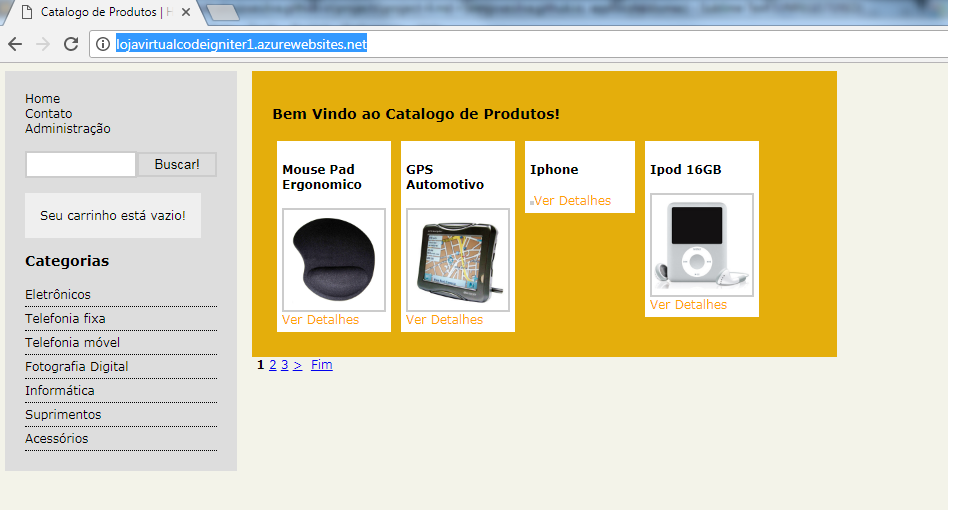 Catalogo de Produtos | H
lojavirtualcodeigniter1.azurewebsites.net
Home
Contato
Administração
Buscar!
Seu carrinho está vazio!
Categorias
Eletrônicos
Telefonia fixa
Telefonia móvel
Fotografia Digital
Informática
Suprimentos
Acessórios
Bem Vindo ao Catalogo de Produtos!
Mouse Pad
Ergonomico
Ver Detalhes
GPS
Automotivo
Ver Detalhes
Iphone
Ver Detalhes
Ipod 16GB
Ver Detalhes
1 2 3 > Fim